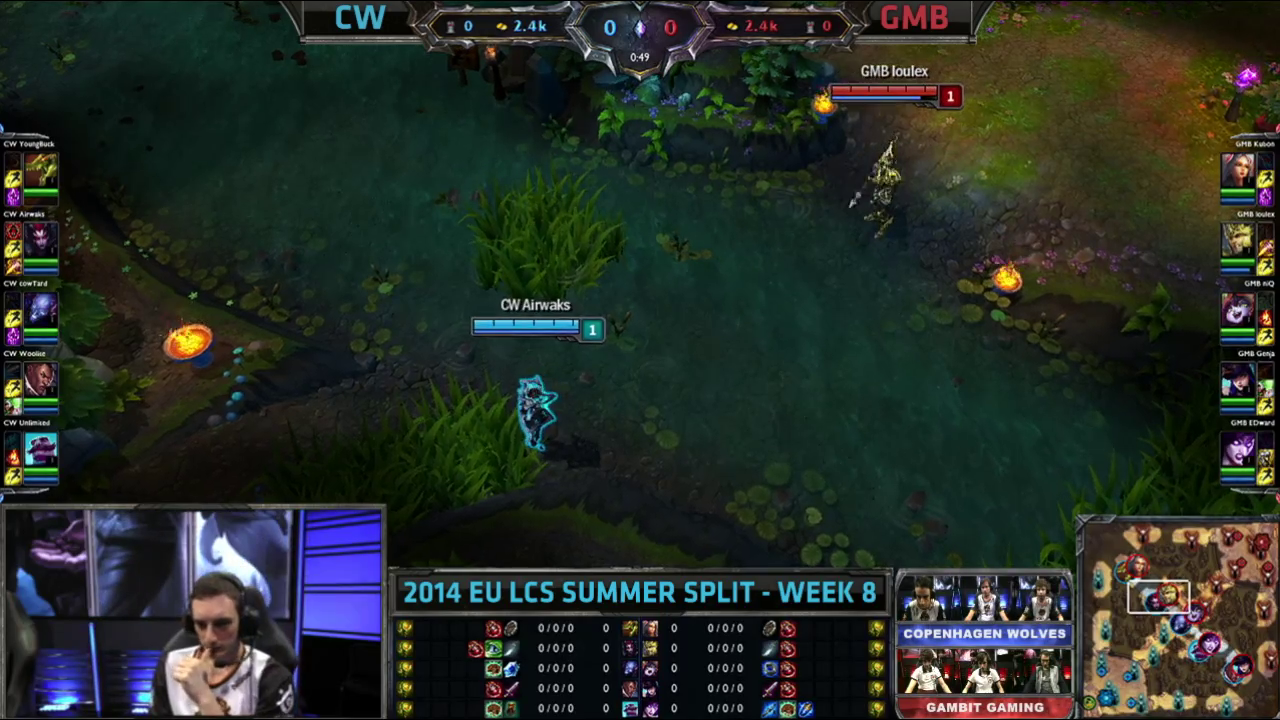 CW 0 2.4k 0 0 2.4k 0 GMB
0:49
GMB loulex
1
CW Airwaks
1
CW YoungBuck
CW Airwaks
CW cowTard
CW Woolite
CW Unlimited
GMB Kubon
GMB loulex
GMB niQ
GMB Genja
GMB EDward
2014 EU LCS SUMMER SPLIT - WEEK 8
0/0/0 0 0 0/0/0
0/0/0 0 0 0/0/0
0/0/0 0 0 0/0/0
0/0/0 0 0 0/0/0
0/0/0 0 0 0/0/0
COPENHAGEN WOLVES
GAMBIT GAMING